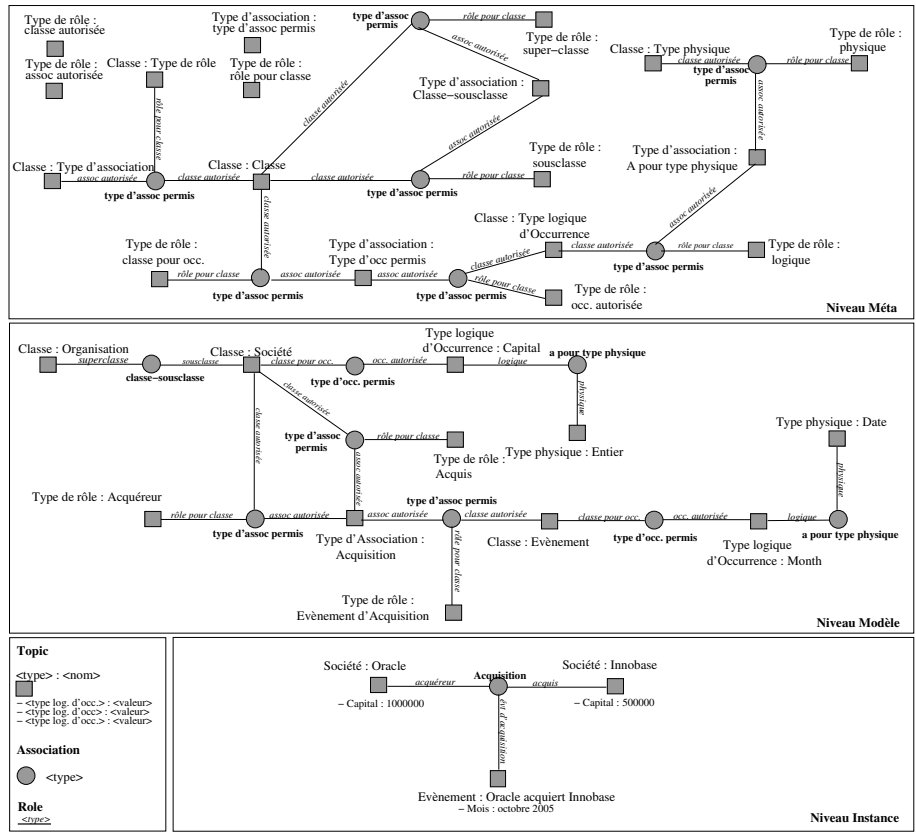 Type de rôle :
classe autorisée
Type de rôle :
assoc autorisée
Type d'association :
type d'assoc permis
Type de rôle :
rôle pour classe
Classe : Type de rôle
rôle pour classe
type d'assoc
permis
rôle pour classe
Type de rôle :
super-classe
assoc autorisée
classe autorisée
Type d'association :
Classe-sousclasse
assoc autorisée
Classe : Type physique
classe autorisée
type d'assoc
permis
rôle pour classe
Type de rôle :
physique
assoc autorisée
Type d'association :
A pour type physique
assoc autorisée
Classe : Type d'association
assoc autorisée
type d'assoc permis
classe autorisée
Classe : Classe
classe autorisée
type d'assoc permis
rôle pour classe
Type de rôle :
sousclasse
classe autorisée
Type de rôle :
classe pour occ.
rôle pour classe
type d'assoc permis
assoc autorisée
Type d'association :
Type d'occ permis
assoc autorisée
type d'assoc permis
classe autorisée
rôle pour classe
Classe : Type logique
d'Occurrence
classe autorisée
type d'assoc permis
rôle pour classe
Type de rôle :
logique
Type de rôle :
occ. autorisée
Niveau Méta
Classe : Organisation
superclasse
classe-sousclasse
sousclasse
Classe : Société
classe pour occ.
type d'occ. permis
occ. autorisée
Type logique
d'Occurrence : Capital
logique
a pour type physique
physique
Type physique : Entier
classe autorisée
classe autorisée
type d'assoc
permis
rôle pour classe
Type de rôle :
Acquis
assoc autorisée
Type physique : Date
physique
Type de rôle : Acquéreur
rôle pour classe
type d'assoc permis
assoc autorisée
Type d'Association :
Acquisition
assoc autorisée
type d'assoc permis
classe autorisée
Classe : Evènement
classe pour occ.
type d'occ. permis
occ. autorisée
Type logique
d'Occurrence : Month
logique
a pour type physique
rôle pour classe
Type de rôle :
Evènement d'Acquisition
Niveau Modèle
Topic
<type> : <nom>
− <type log. d'occ.> : <valeur>
− <type log. d'occ> : <valeur>
− <type log. d'occ.> : <valeur>
Association
<type>
Role
<type>
Société : Oracle
acquéreur
− Capital : 1000000
Acquisition
acquis
Société : Innobase
− Capital : 500000
évt d'acquisition
Evènement : Oracle acquiert Innobase
− Mois : octobre 2005
Niveau Instance